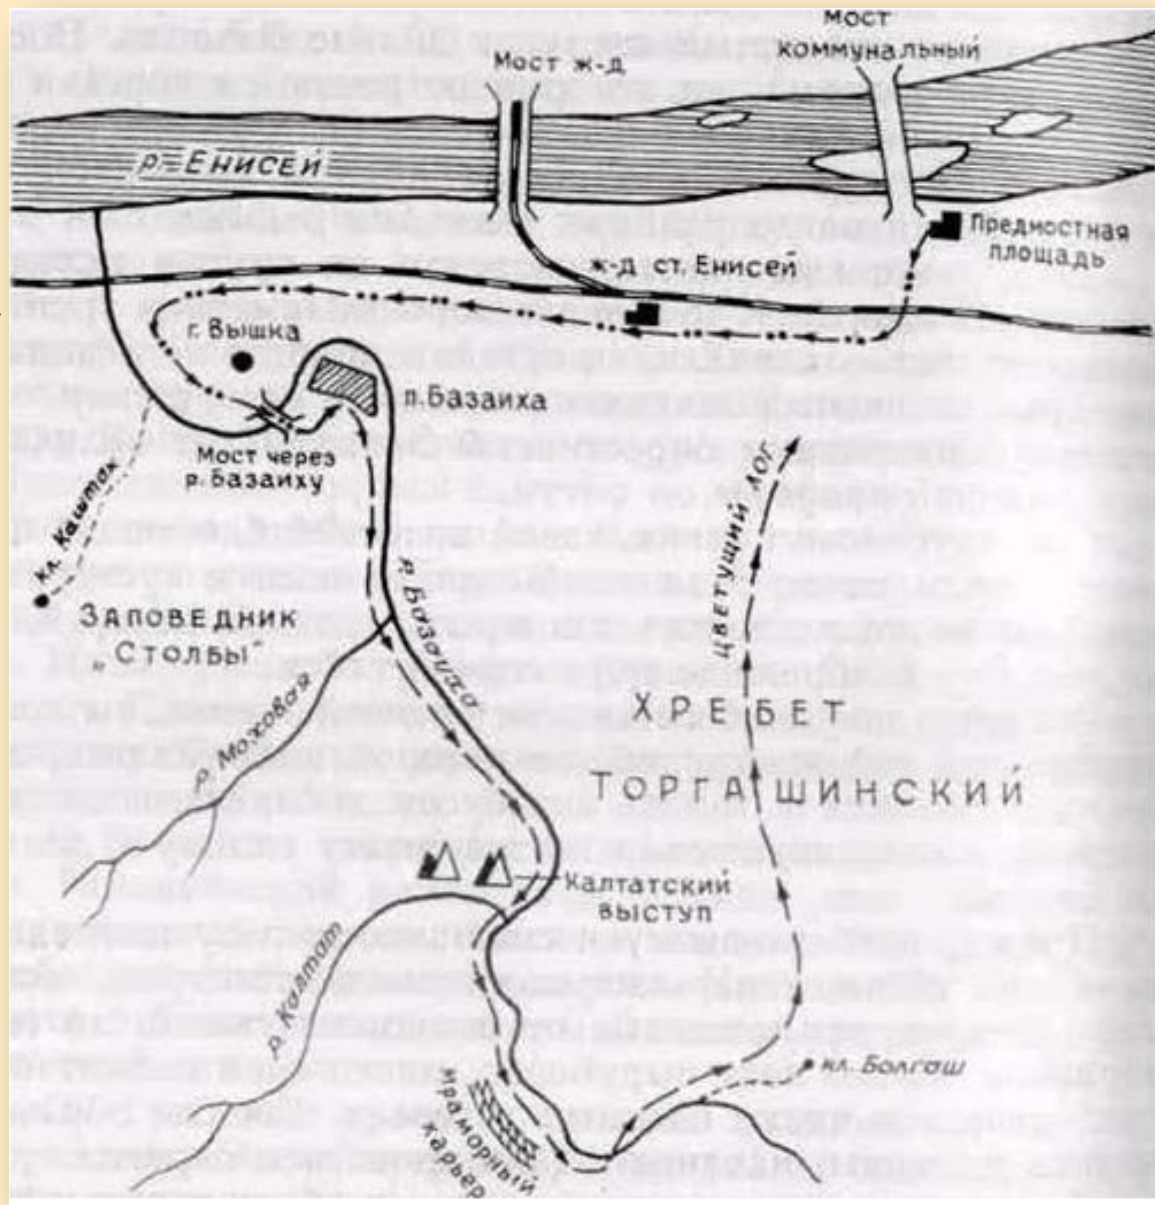 Мост
коммунальный
Мост ж-д
р. ЕНИСЕЙ
Предмостная
площадь
ж-д ст. Енисей
г. Вышка
п. Базаиха
Мост через
р. Базаиху
кл. Каштак
ЗАПОВЕДНИК
„СТОЛБЫ"
р. Базаиха
ЦВЕТУЩИЙ ЛОГ
р. Моховая
ХРЕБЕТ
ТОРГАШИНСКИЙ
Калтатский
выступ
р. Калтат
кл. Болгаш
мраморный
карьер